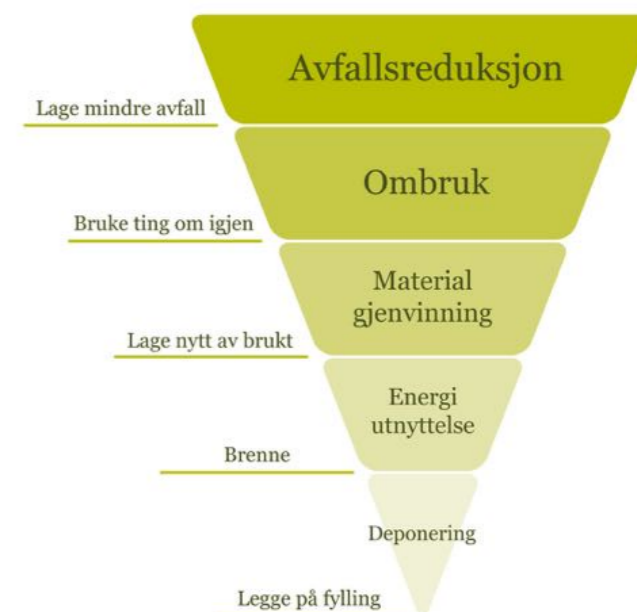 Avfallsreduksjon
Lage mindre avfall
Ombruk
Bruke ting om igjen
Material
gjenvinning
Lage nytt av brukt
Energi
utnyttelse
Brenne
Deponering
Legge på fylling